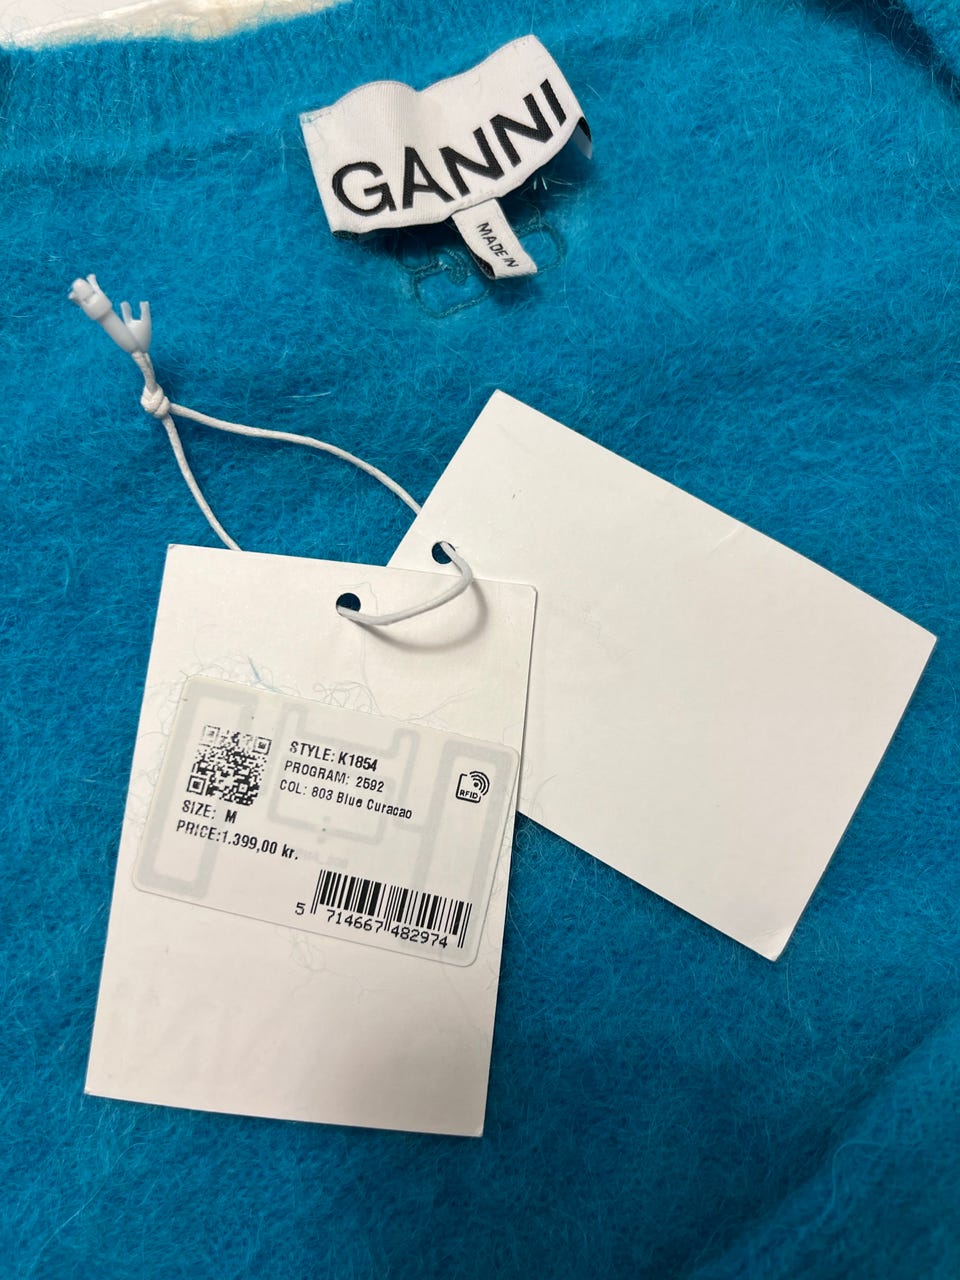 GANNI
MADE IN
STYLE: K1854
PROGRAM: 2592
COL: 803 Blue Curacao
RFID
SIZE: M
PRICE:1.399,00 kr.
5 714667 482974